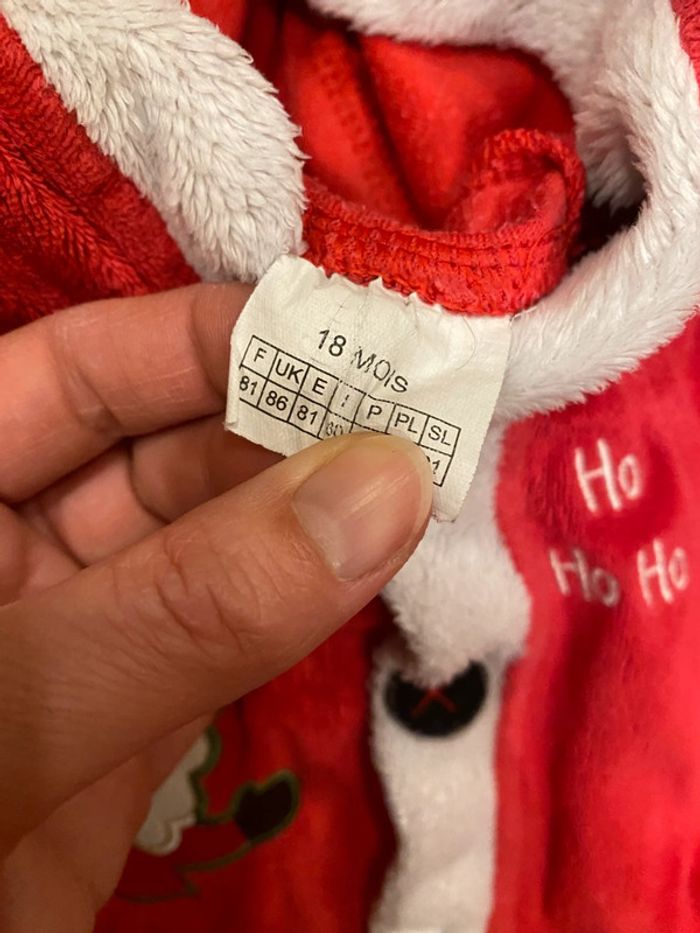 18 MOIS
F UK E I P PL SL
81 86 81
Ho
Ho Ho